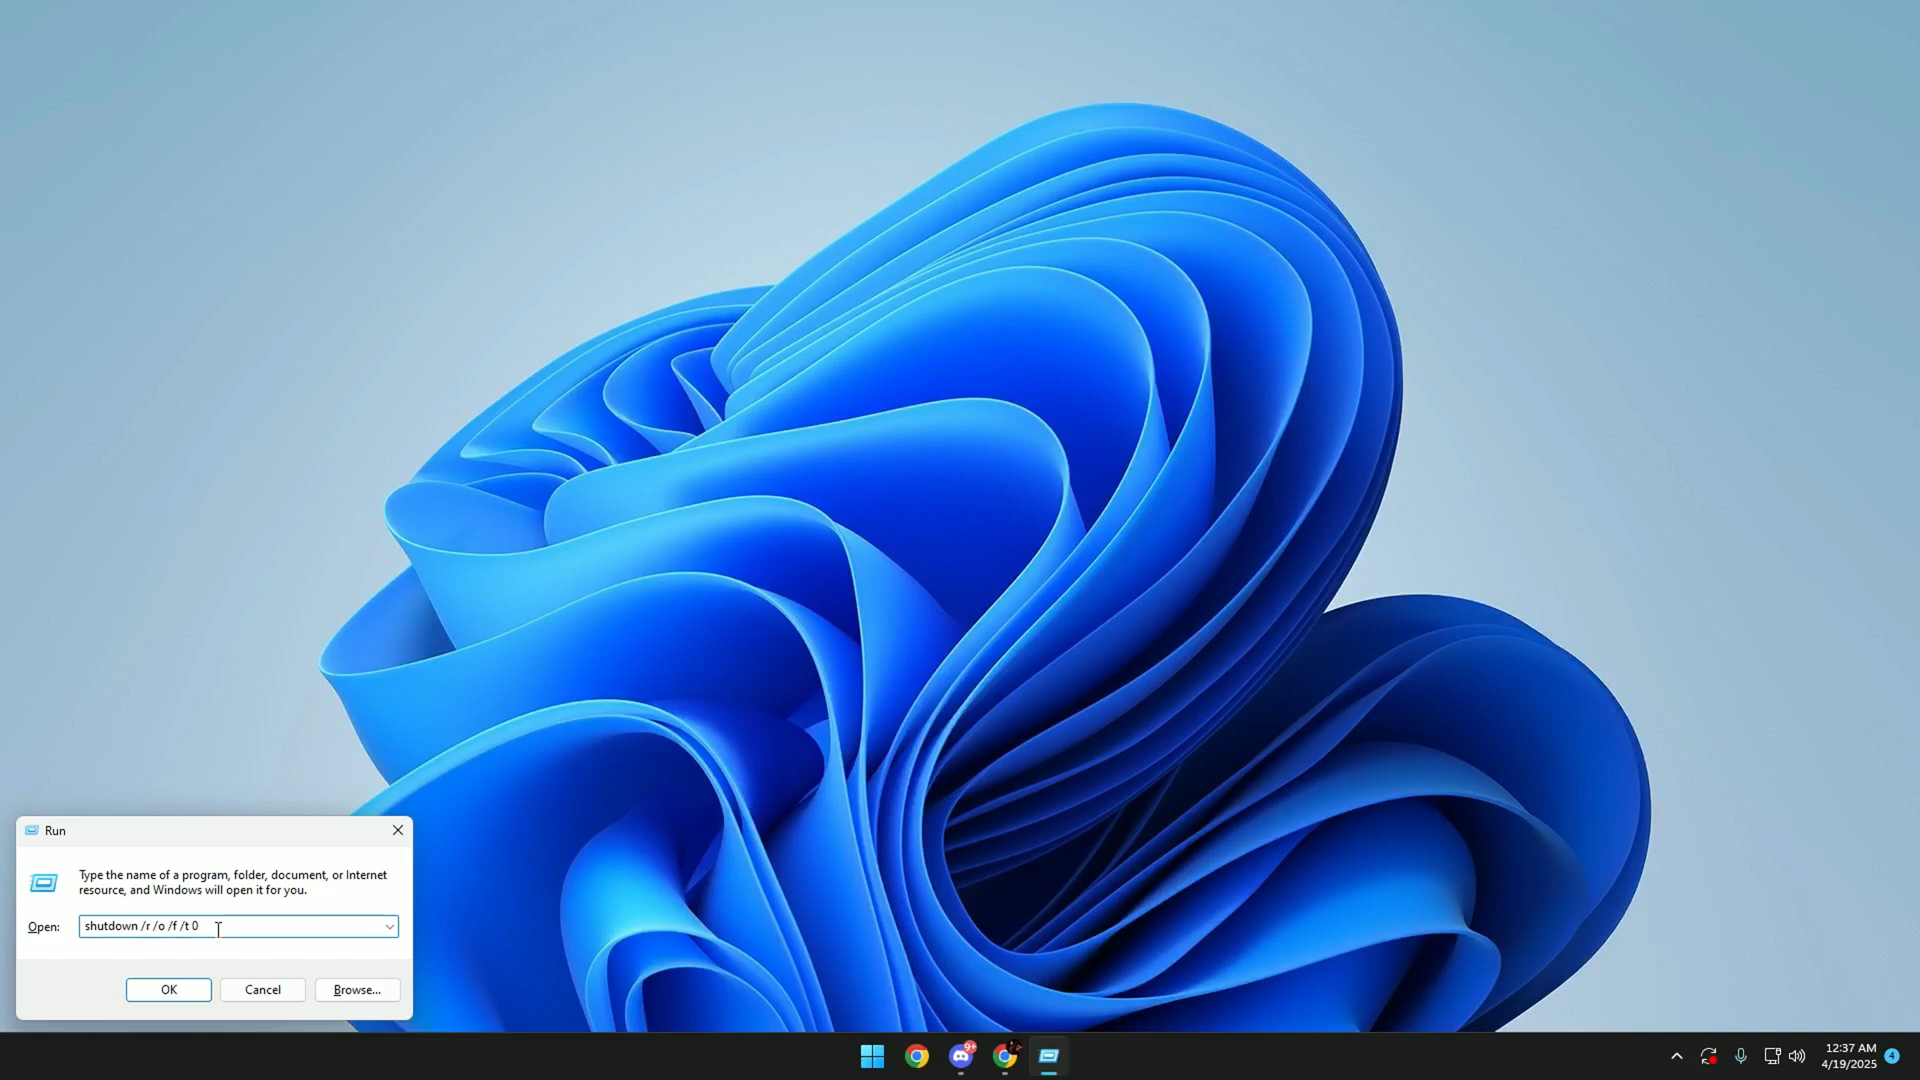 Run
Type the name of a program, folder, document, or Internet
resource, and Windows will open it for you.
Open:
shutdown /r /o /f /t 0
OK
Cancel
Browse...
9+
12:37 AM
4/19/2025
4